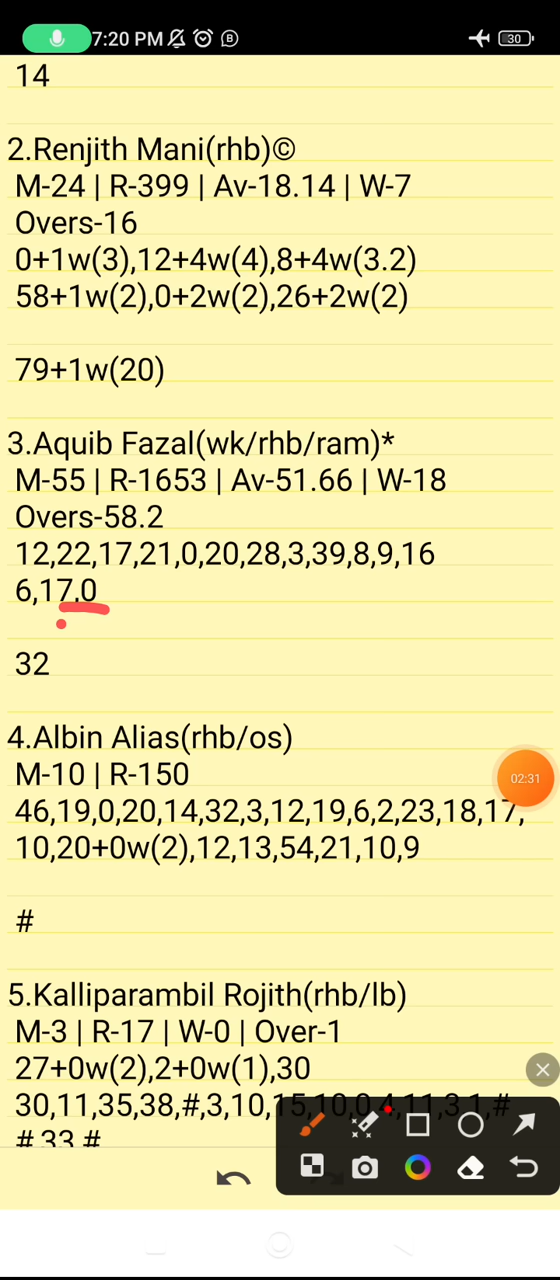 7:20 PM
30
14
2.Renjith Mani(rhb)©
M-24 | R-399 | Av-18.14 | W-7
Overs-16
0+1w(3),12+4w(4),8+4w(3.2)
58+1w(2),0+2w(2),26+2w(2)
79+1w(20)
3.Aquib Fazal(wk/rhb/ram)*
M-55 | R-1653 | Av-51.66 | W-18
Overs-58.2
12,22,17,21,0,20,28,3,39,8,9,16
6,17,0
32
4.Albin Alias(rhb/os)
M-10 | R-150
02:31
46,19,0,20,14,32,3,12,19,6,2,23,18,17,
10,20+0w(2),12,13,54,21,10,9
#
5.Kalliparambil Rojith(rhb/lb)
M-3 | R-17 | W-0 | Over-1
27+0w(2),2+0w(1),30
30,11,35,38,#,3,10,15,10,0
#,33,#